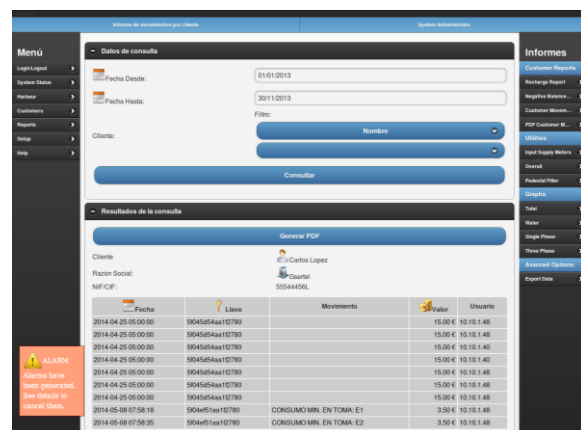 Informe de movimientos por cliente
System Administrator
Menú
Login/Logout
System Status
Harbour
Customers
Reports
Setup
Help
Datos de consulta
Fecha Desde:
01/01/2013
Fecha Hasta:
30/11/2013
Filtro:
Cliente:
Nombre
Consultar
Resultados de la consulta
Generar PDF
Cliente
Carlos Lopez
Razón Social:
Gsertel
NIF/CIF:
55544456L
Fecha Llave Movimiento Valor Usuario
2014-04-25 05:00:00 5f045d54aa1f2780 15.00 € 10.10.1.48
2014-04-25 05:00:00 5f045d54aa1f2780 15.00 € 10.10.1.40
2014-04-25 05:00:00 5f045d54aa1f2780 15.00 € 10.10.1.40
2014-04-25 05:00:00 5f045d54aa1f2780 15.00 € 10.10.1.48
2014-04-25 05:00:00 5f045d54aa1f2780 15.00 € 10.10.1.48
2014-04-25 05:00:00 5f045d54aa1f2780 15.00 € 10.10.1.48
2014-04-25 05:00:00 5f045d54aa1f2780 15.00 € 10.10.1.48
2014-05-08 07:58:18 5f04ef51aa1f2780 CONSUMO MIN. EN TOMA: E1 3.50 € 10.10.1.48
2014-05-08 07:58:35 5f04ef51aa1f2780 CONSUMO MIN. EN TOMA: E2 3.50 € 10.10.1.48
ALARM
Alarms have
been generated.
See details to
cancel them.
Informes
Customer Reports
Recharge Report
Negative Balance...
Customer Movem...
PDF Customer M...
Utilities
Input Supply Meters
Overall
Pedestal Filter
Graphs
Total
Water
Single Phase
Three Phase
Avanced Options
Export Data